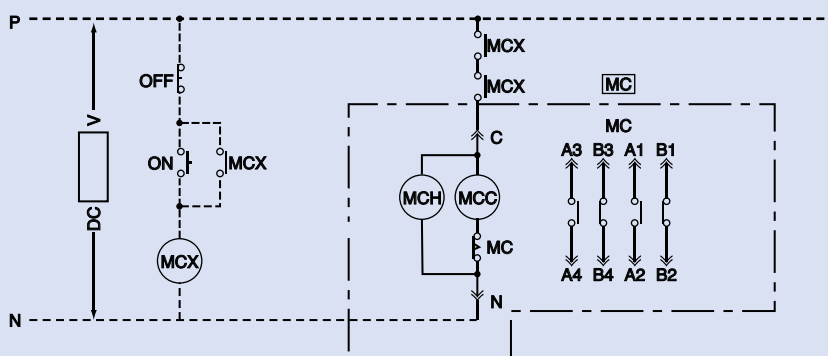 P
MCX
MCX
OFF
MC
V
MC
C
A3 B3 A1 B1
ON
MCX
MCH
MCC
DC
MC
MCX
A4 B4 A2 B2
N
N